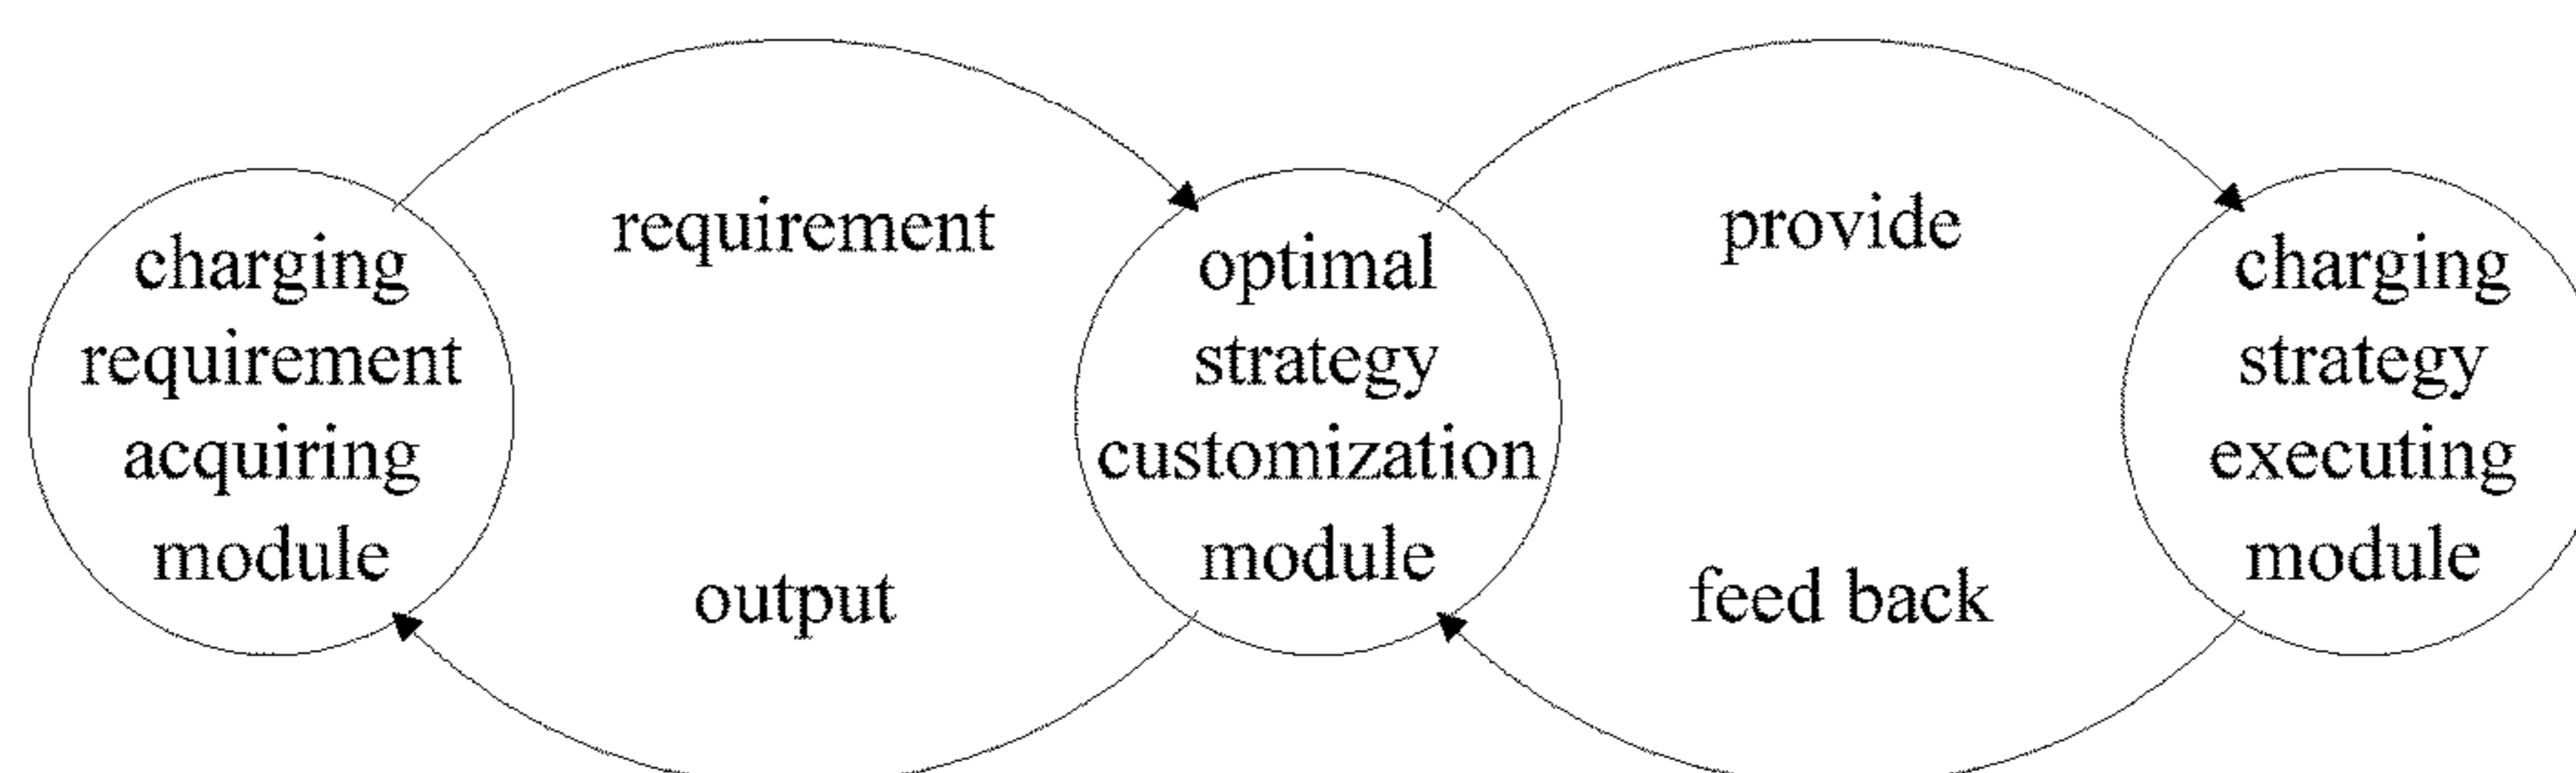 charging
requirement
acquiring
module
requirement
output
optimal
strategy
customization
module
provide
feed back
charging
strategy
executing
module